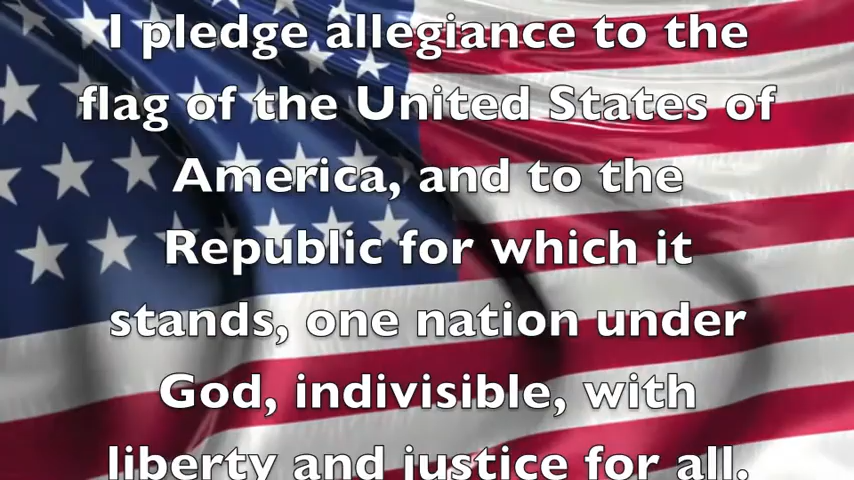 I pledge allegiance to the
flag of the United States of
America, and to the
Republic for which it
stands, one nation under
God, indivisible, with
liberty and justice for all.